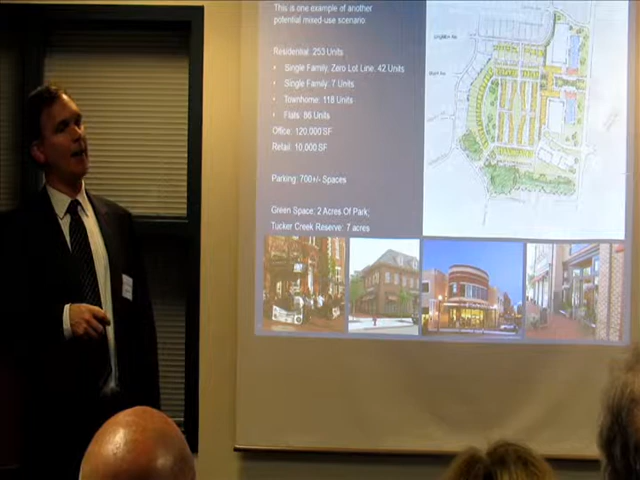 This is one example of another
potential mixed-use scenario
Residential: 253 Units
• Single Family, Zero Lot Line, 42 Units
• Single Family: 7 Units
• Townhome: 118 Units
• Flats: 86 Units
Office: 120,000 SF
Retail: 10,000 SF
Parking: 700+/- Spaces
Green Space: 2 Acres Of Park;
Tucker Creek Reserve: 7 acres